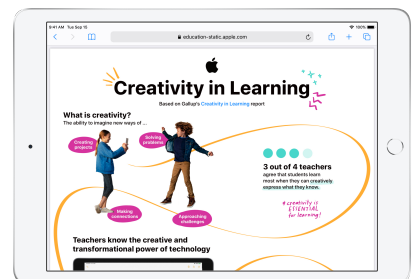 9:41 AM Tue Sep 15
100%
education-static.apple.com
Creativity in Learning
Based on Gallup's Creativity in Learning report
What is creativity?
The ability to imagine new ways of ...
Creating
projects
Solving
problems
Making
connections
Approaching
challenges
3 out of 4 teachers
agree that students learn
most when they can creatively
express what they know.
creativity is
ESSENTIAL
for learning!
Teachers know the creative and
transformational power of technology